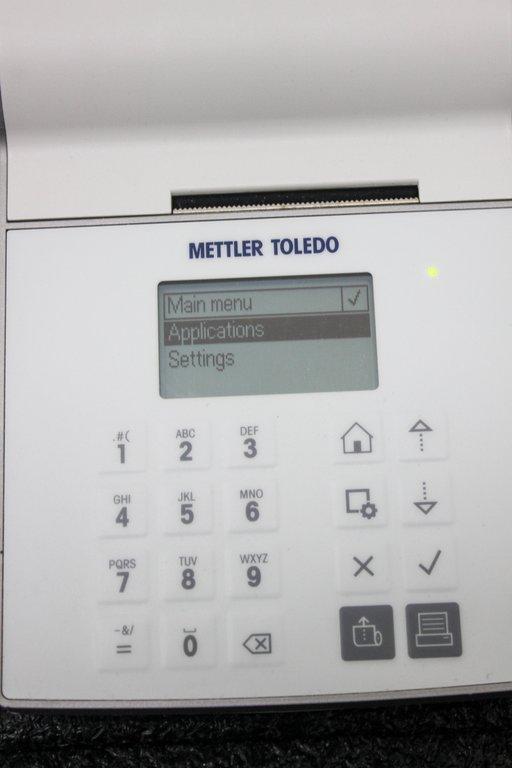 METTLER TOLEDO
Main menu ✓
Applications
Settings
.#( ABC DEF
1 2 3
GHI JKL MNO
4 5 6
PQRS TUV WXYZ
7 8 9
-&/
= 0